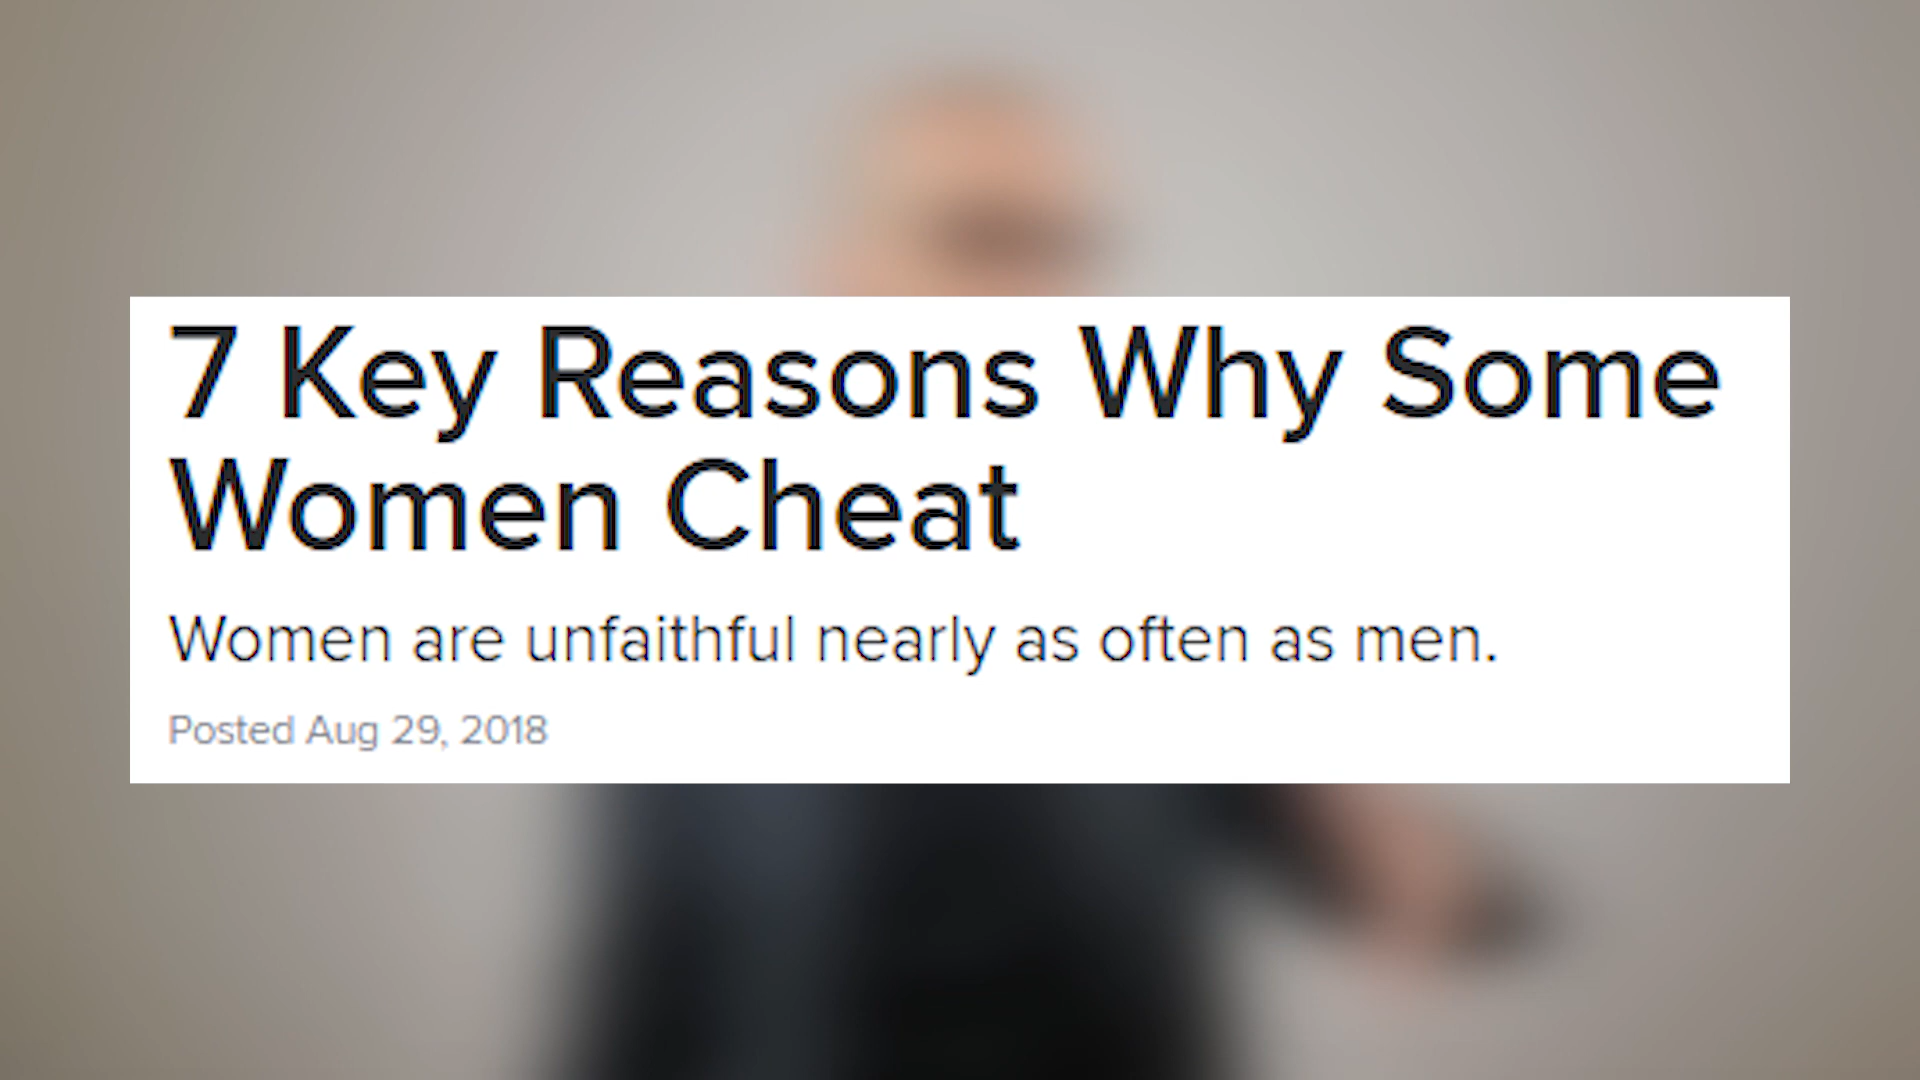 7 Key Reasons Why Some
Women Cheat
Women are unfaithful nearly as often as men.
Posted Aug 29, 2018